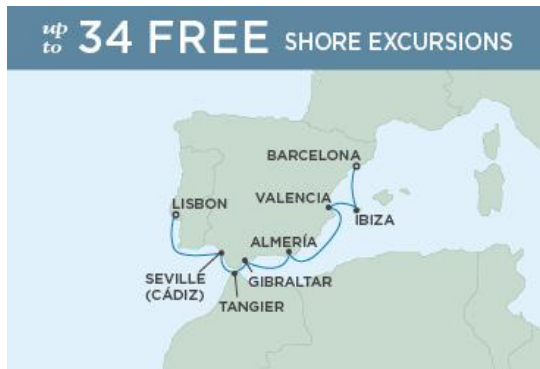 up to 34 FREE SHORE EXCURSIONS
BARCELONA
VALENCIA
IBIZA
LISBON
ALMERÍA
SEVILLE
(CÁDIZ)
GIBRALTAR
TANGIER